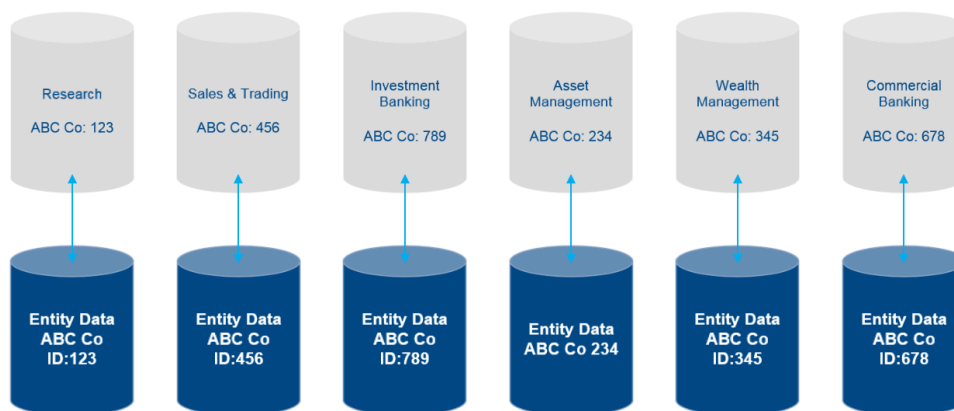 Research
ABC Co: 123
Sales & Trading
ABC Co: 456
Investment
Banking
ABC Co: 789
Asset
Management
ABC Co: 234
Wealth
Management
ABC Co: 345
Commercial
Banking
ABC Co: 678
Entity Data
ABC Co
ID:123
Entity Data
ABC Co
ID:456
Entity Data
ABC Co
ID:789
Entity Data
ABC Co 234
Entity Data
ABC Co
ID:345
Entity Data
ABC Co
ID:678